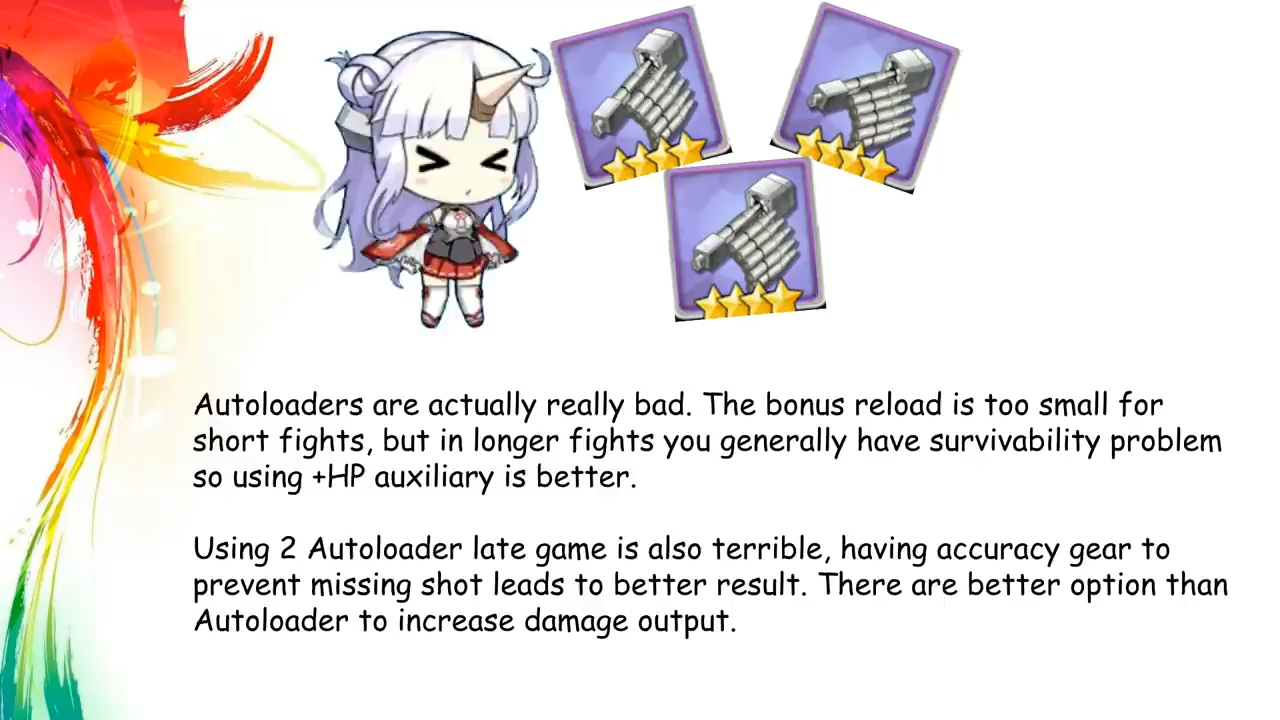 Autoloaders are actually really bad. The bonus reload is too small for
short fights, but in longer fights you generally have survivability problem
so using +HP auxiliary is better.
Using 2 Autoloader late game is also terrible, having accuracy gear to
prevent missing shot leads to better result. There are better option than
Autoloader to increase damage output.